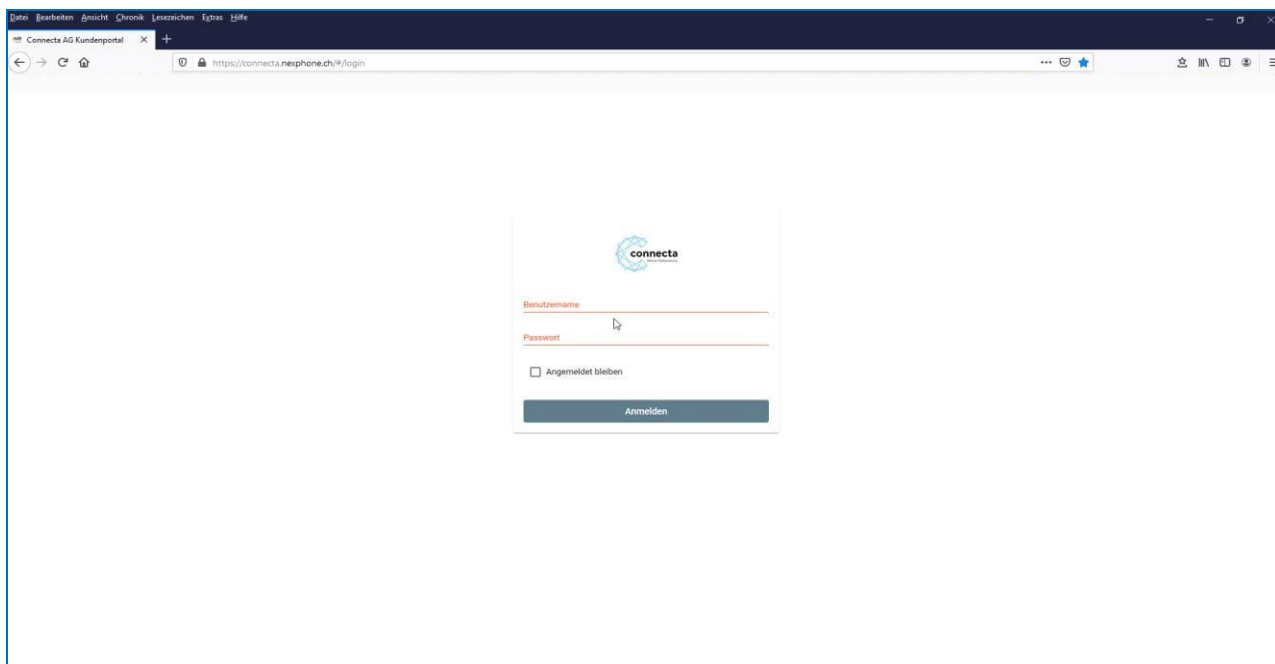 Datei Bearbeiten Ansicht Chronik Lesezeichen Extras Hilfe
Connecta AG Kundenportal
https://connecta.nexphone.ch/#/login
connecta
Benutzername
Passwort
Angemeldet bleiben
Anmelden